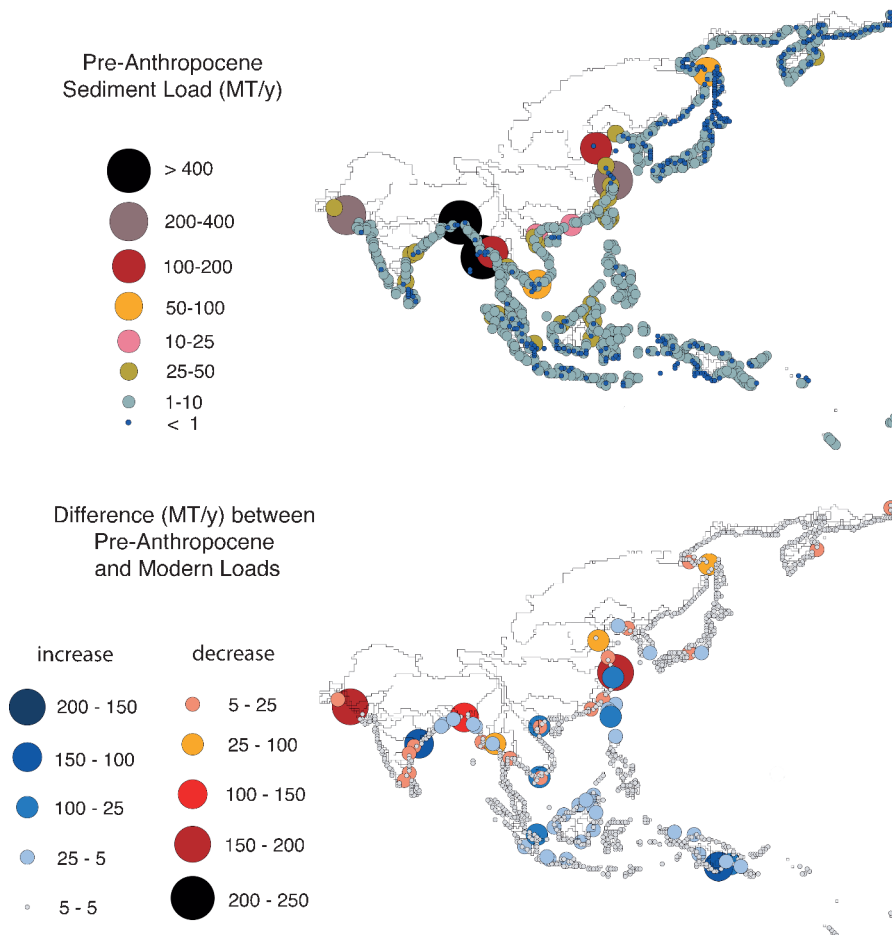 Pre-Anthropocene
Sediment Load (MT/y)
> 400
200-400
100-200
50-100
10-25
25-50
1-10
< 1
Difference (MT/y) between
Pre-Anthropocene
and Modern Loads
increase
200 - 150
150 - 100
100 - 25
25 - 5
5 - 5
decrease
5 - 25
25 - 100
100 - 150
150 - 200
200 - 250